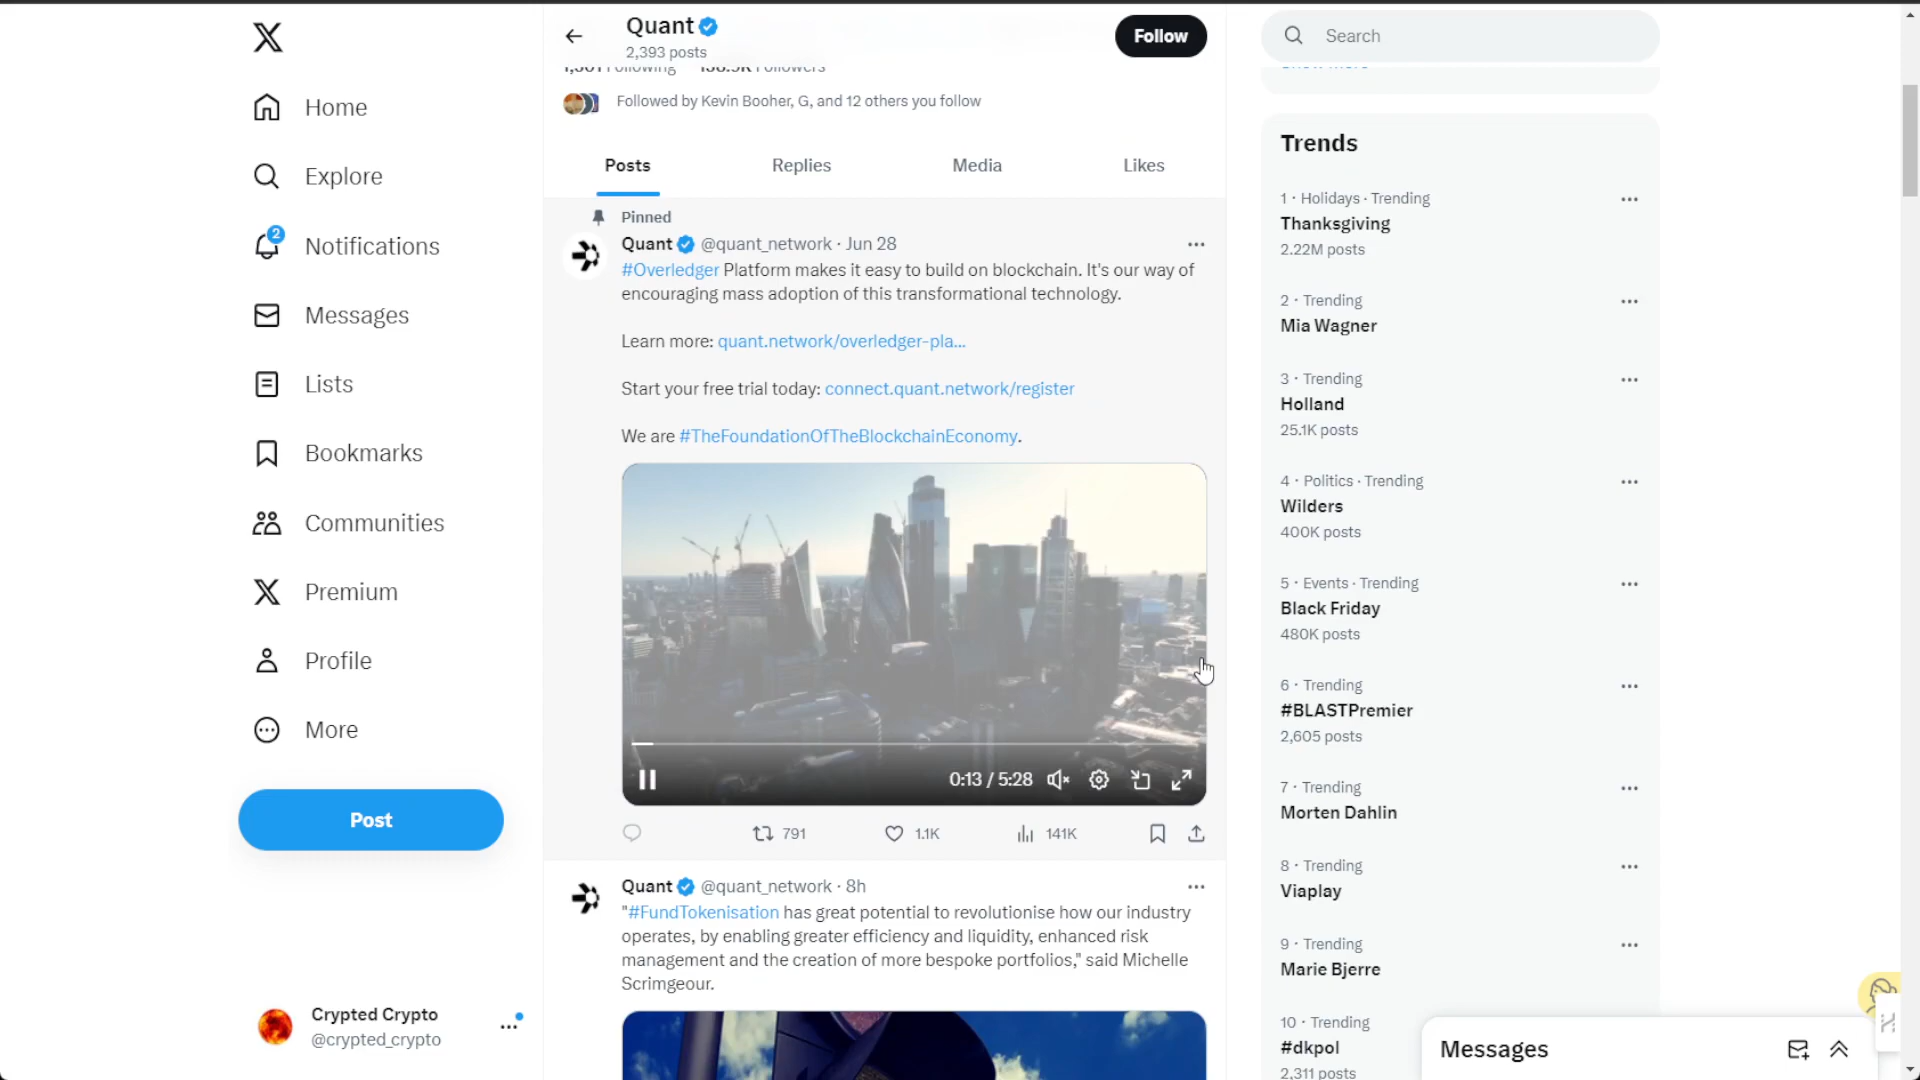 Quant
2,393 posts
Follow
Search
Following
Followers
Followed by Kevin Booher, G, and 12 others you follow
Posts
Replies
Media
Likes
Home
Explore
2
Notifications
Messages
Lists
Bookmarks
Communities
Premium
Profile
More
Post
Crypted Crypto
@crypted_crypto
Pinned
Quant @quant_network · Jun 28
#Overledger Platform makes it easy to build on blockchain. It's our way of
encouraging mass adoption of this transformational technology.
Learn more: quant.network/overledger-pla...
Start your free trial today: connect.quant.network/register
We are #TheFoundationOfTheBlockchainEconomy.
0:13 / 5:28
791
1.1K
141K
Quant @quant_network · 8h
"#FundTokenisation has great potential to revolutionise how our industry
operates, by enabling greater efficiency and liquidity, enhanced risk
management and the creation of more bespoke portfolios," said Michelle
Scrimgeour.
Trends
1 · Holidays · Trending
Thanksgiving
2.22M posts
2 · Trending
Mia Wagner
3 · Trending
Holland
25.1K posts
4 · Politics · Trending
Wilders
400K posts
5 · Events · Trending
Black Friday
480K posts
6 · Trending
#BLASTPremier
2,605 posts
7 · Trending
Morten Dahlin
8 · Trending
Viaplay
9 · Trending
Marie Bjerre
10 · Trending
#dkpol
2,311 posts
Messages